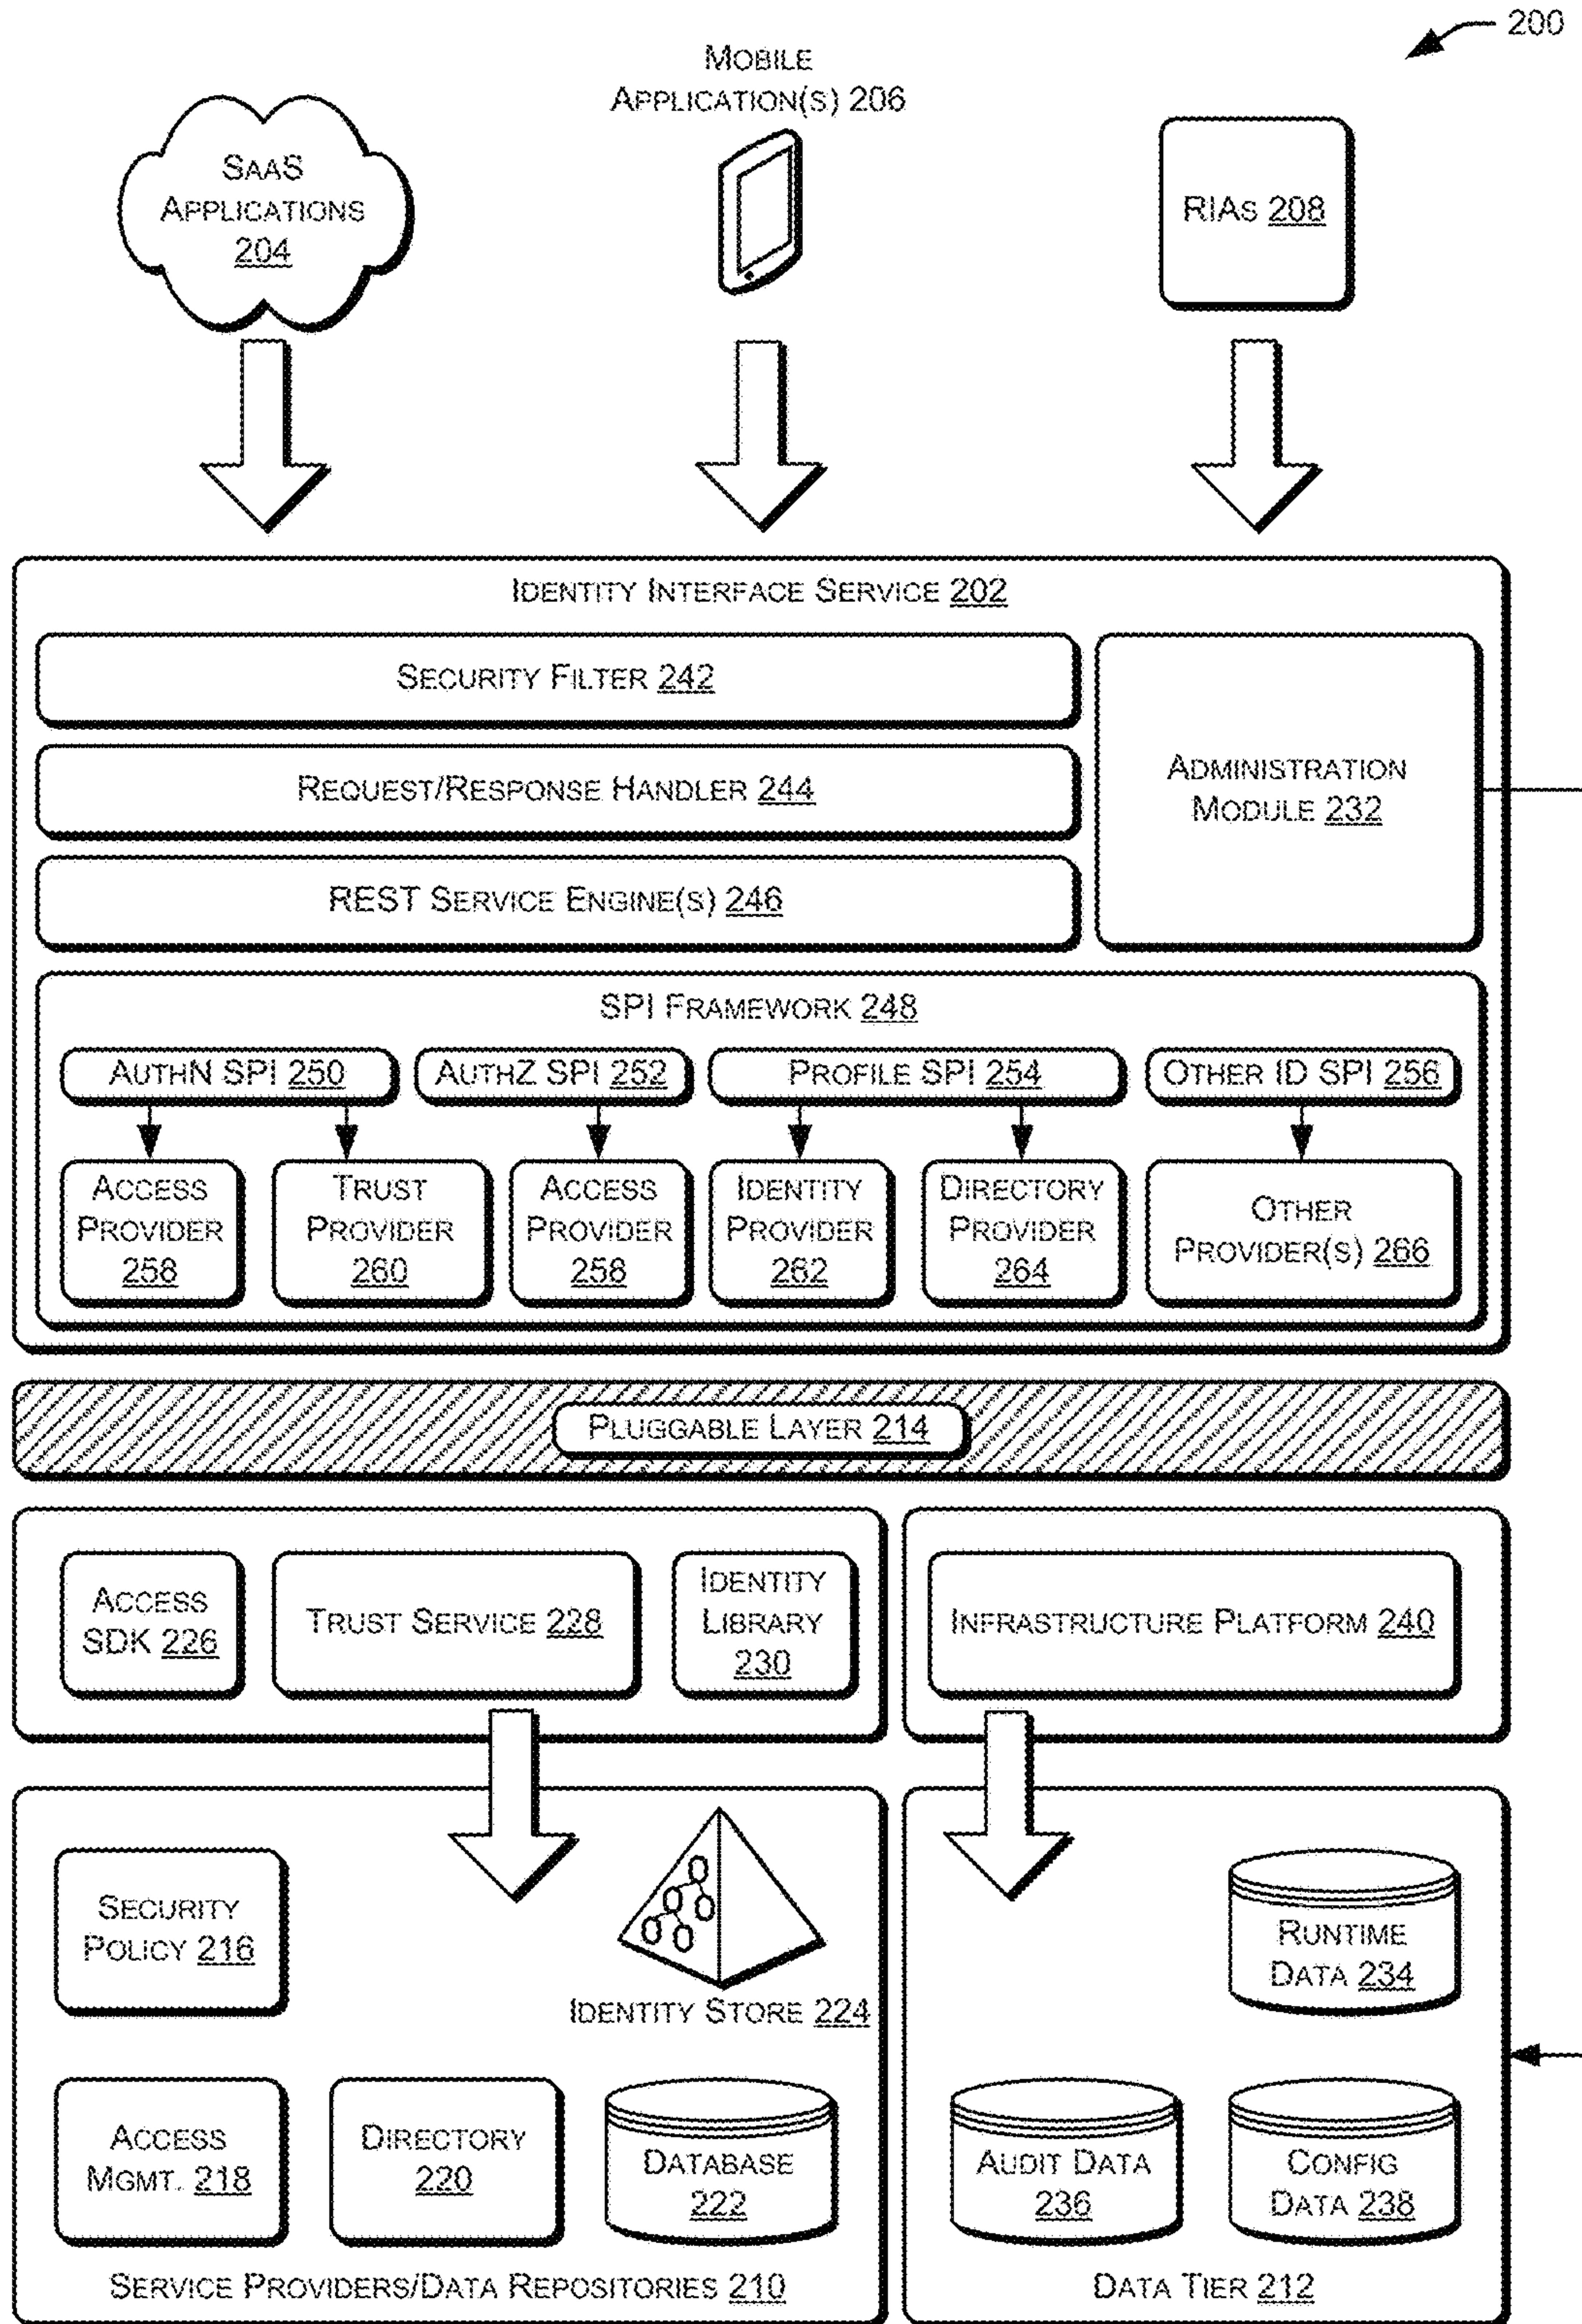 200
MOBILE
APPLICATION(S) 206
SAAS
APPLICATIONS
204
RIAS 208
IDENTITY INTERFACE SERVICE 202
SECURITY FILTER 242
REQUEST/RESPONSE HANDLER 244
REST SERVICE ENGINE(S) 246
ADMINISTRATION
MODULE 232
SPI FRAMEWORK 248
AUTHN SPI 250
AUTHZ SPI 252
PROFILE SPI 254
OTHER ID SPI 256
ACCESS
PROVIDER
258
TRUST
PROVIDER
260
ACCESS
PROVIDER
258
IDENTITY
PROVIDER
262
DIRECTORY
PROVIDER
264
OTHER
PROVIDER(S) 266
PLUGGABLE LAYER 214
ACCESS
SDK 226
TRUST SERVICE 228
IDENTITY
LIBRARY
230
INFRASTRUCTURE PLATFORM 240
SECURITY
POLICY 216
IDENTITY STORE 224
ACCESS
MGMT. 218
DIRECTORY
220
DATABASE
222
SERVICE PROVIDERS/DATA REPOSITORIES 210
RUNTIME
DATA 234
AUDIT DATA
236
CONFIG
DATA 238
DATA TIER 212